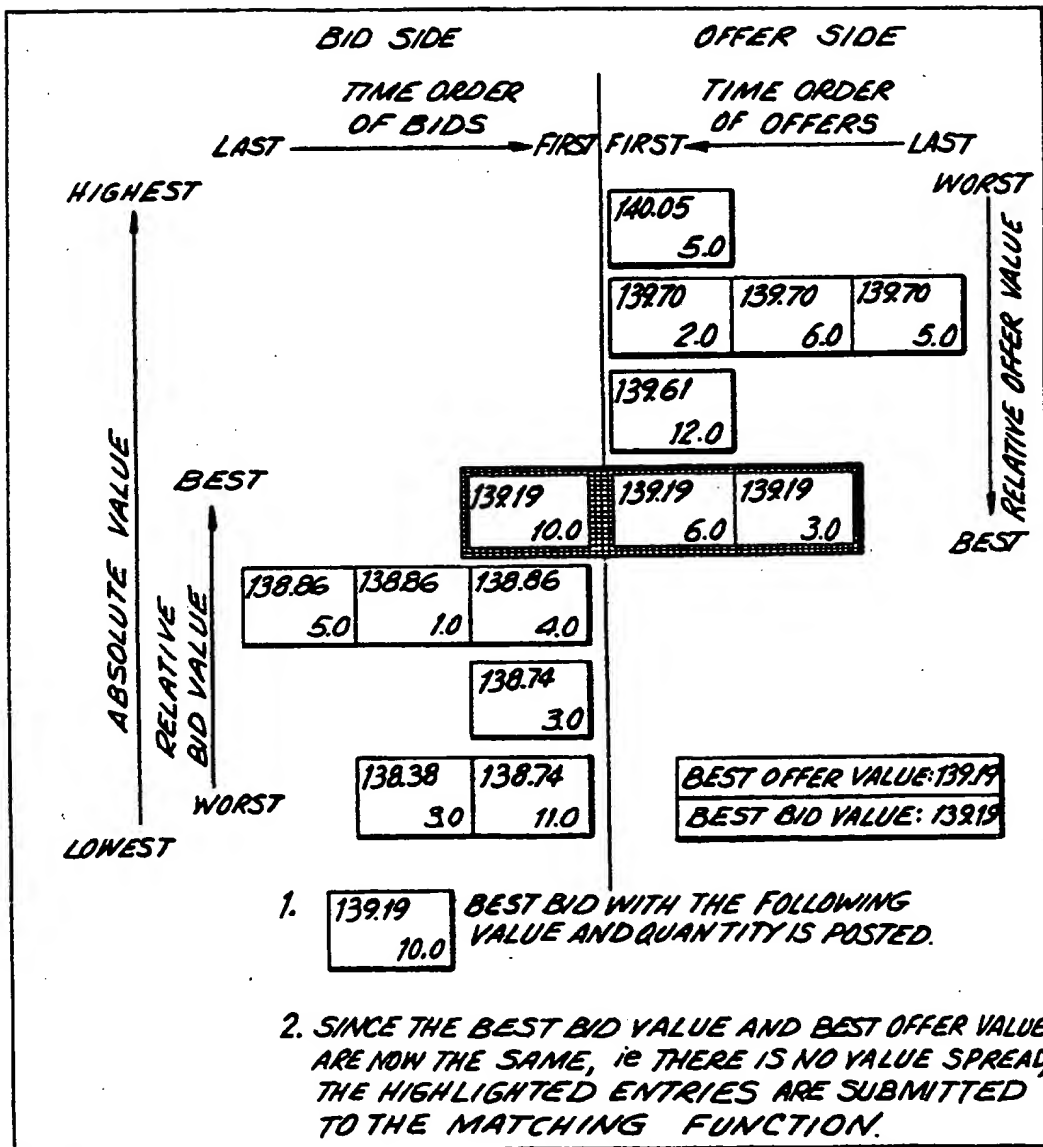 BID SIDE OFFER SIDE
TIME ORDER OF BIDS
TIME ORDER OF OFFERS
LAST FIRST FIRST LAST
HIGHEST
WORST
140.05
5.0
139.70 139.70 139.70
2.0 6.0 5.0
139.61
12.0
RELATIVE OFFER VALUE
ABSOLUTE VALUE
BEST
139.19 139.19 139.19
10.0 6.0 3.0
BEST
RELATIVE
BID VALUE
138.86 138.86 138.86
5.0 1.0 4.0
138.74
3.0
WORST
138.38 138.74
3.0 11.0
BEST OFFER VALUE:139.19
BEST BID VALUE: 139.19
LOWEST
1. 139.19 10.0 BEST BID WITH THE FOLLOWING
VALUE AND QUANTITY IS POSTED.
2. SINCE THE BEST BID VALUE AND BEST OFFER VALUE
ARE NOW THE SAME, ie THERE IS NO VALUE SPREAD,
THE HIGHLIGHTED ENTRIES ARE SUBMITTED
TO THE MATCHING FUNCTION.